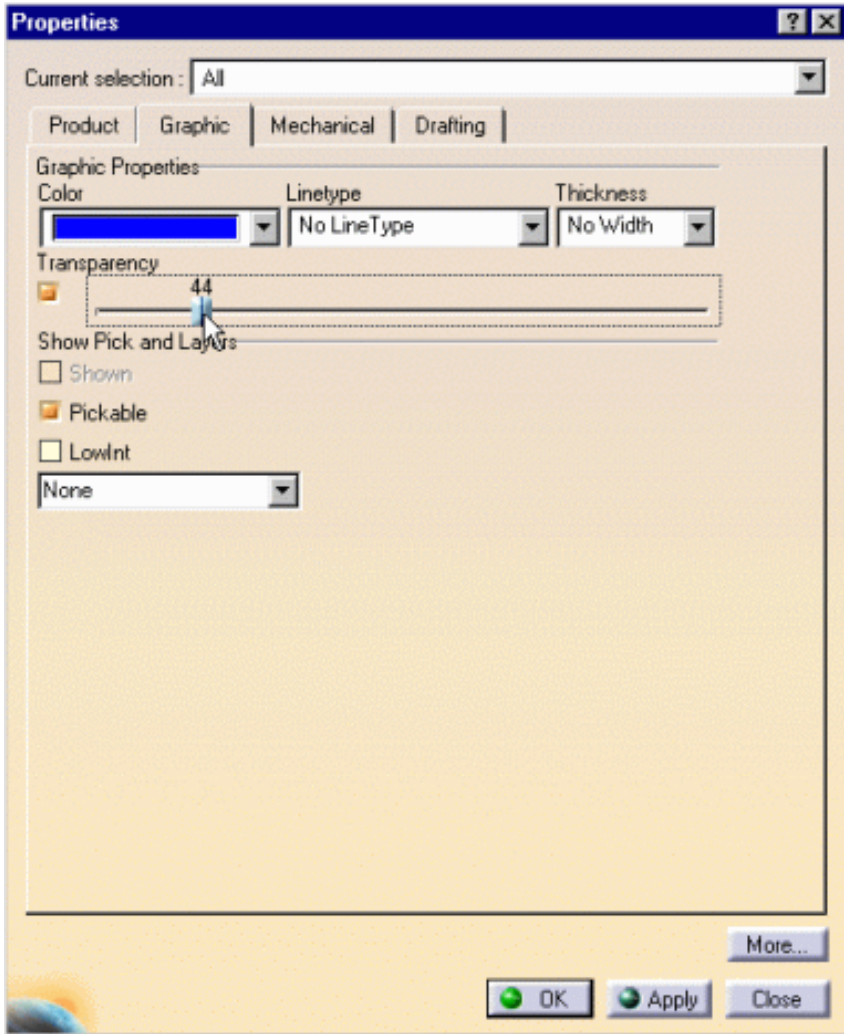 Properties
Current selection : All
Product Graphic Mechanical Drafting
Graphic Properties
Color Linetype Thickness
No LineType No Width
Transparency
44
Show Pick and Layers
Shown
Pickable
LowInt
None
More...
OK Apply Close